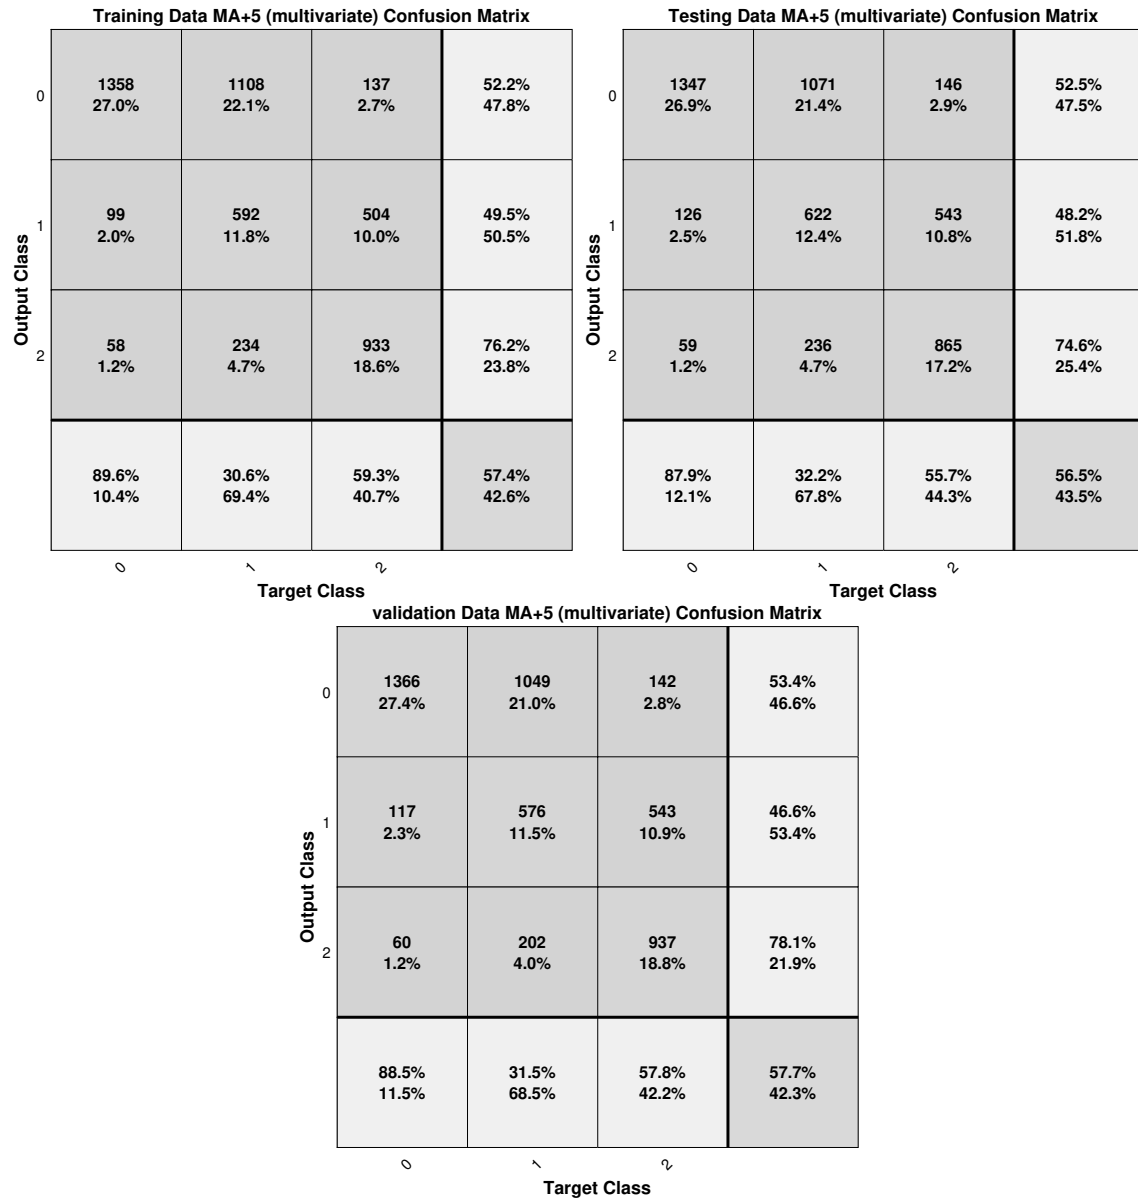 Training Data MA+5 (multivariate) Confusion Matrix
Output Class
0
1358 1108 137 52.2%
27.0% 22.1% 2.7% 47.8%
1
99 592 504 49.5%
2.0% 11.8% 10.0% 50.5%
2
58 234 933 76.2%
1.2% 4.7% 18.6% 23.8%
89.6% 30.6% 59.3% 57.4%
10.4% 69.4% 40.7% 42.6%
0 1 2
Target Class
Testing Data MA+5 (multivariate) Confusion Matrix
Output Class
0
1347 1071 146 52.5%
26.9% 21.4% 2.9% 47.5%
1
126 622 543 48.2%
2.5% 12.4% 10.8% 51.8%
2
59 236 865 74.6%
1.2% 4.7% 17.2% 25.4%
87.9% 32.2% 55.7% 56.5%
12.1% 67.8% 44.3% 43.5%
0 1 2
Target Class
validation Data MA+5 (multivariate) Confusion Matrix
Output Class
0
1366 1049 142 53.4%
27.4% 21.0% 2.8% 46.6%
1
117 576 543 46.6%
2.3% 11.5% 10.9% 53.4%
2
60 202 937 78.1%
1.2% 4.0% 18.8% 21.9%
88.5% 31.5% 57.8% 57.7%
11.5% 68.5% 42.2% 42.3%
0 1 2
Target Class